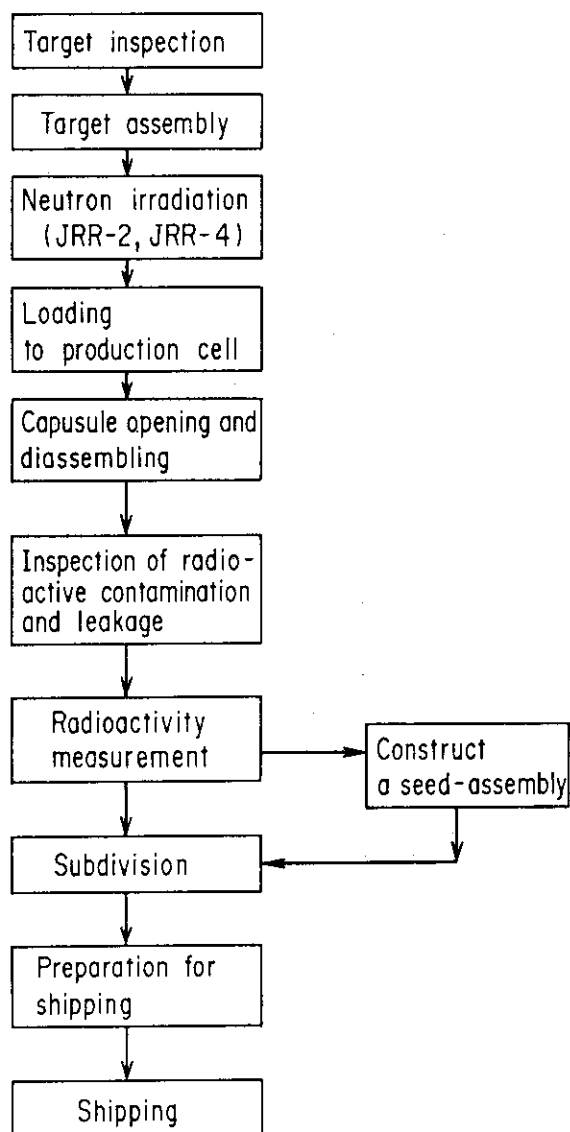 Target inspection
Target assembly
Neutron irradiation
(JRR-2, JRR-4)
Loading
to production cell
Capusule opening and
diassembling
Inspection of radio-
active contamination
and leakage
Radioactivity
measurement
Construct
a seed-assembly
Subdivision
Preparation for
shipping
Shipping